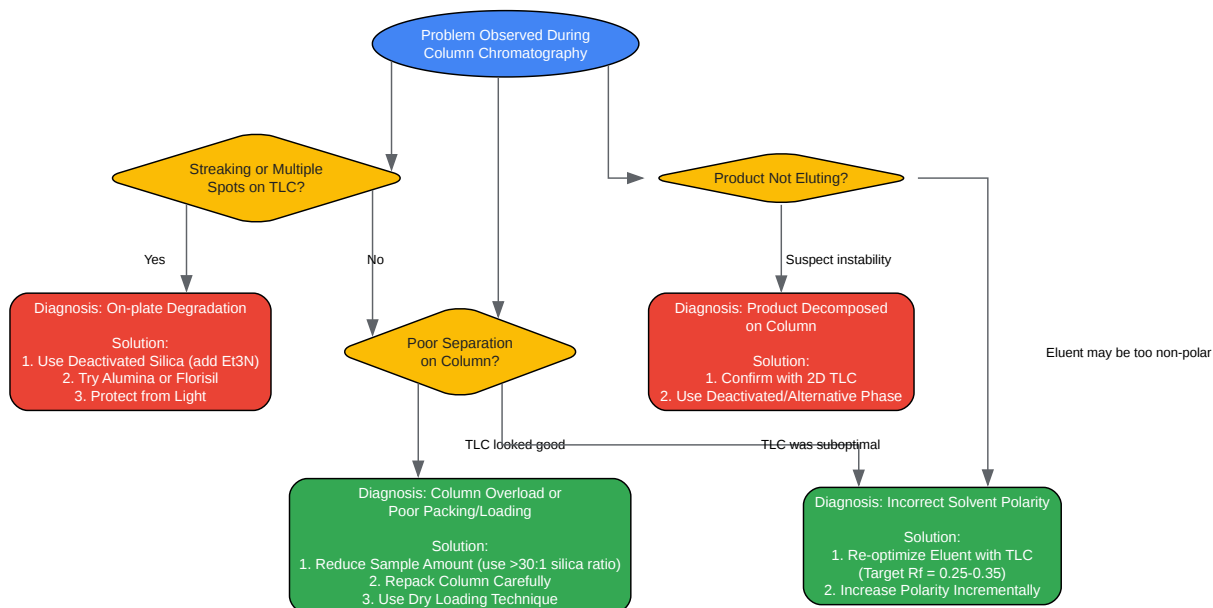 Problem Observed During
Column Chromatography
Streaking or Multiple
Spots on TLC?
Product Not Eluting?
Yes
No
Suspect instability
Diagnosis: On-plate Degradation
Solution:
1. Use Deactivated Silica (add Et3N)
2. Try Alumina or Florisil
3. Protect from Light
Poor Separation
on Column?
Diagnosis: Product Decomposed
on Column
Solution:
1. Confirm with 2D TLC
2. Use Deactivated/Alternative Phase
Eluent may be too non-polar
TLC looked good
TLC was suboptimal
Diagnosis: Column Overload or
Poor Packing/Loading
Solution:
1. Reduce Sample Amount (use >30:1 silica ratio)
2. Repack Column Carefully
3. Use Dry Loading Technique
Diagnosis: Incorrect Solvent Polarity
Solution:
1. Re-optimize Eluent with TLC
(Target Rf = 0.25-0.35)
2. Increase Polarity Incrementally